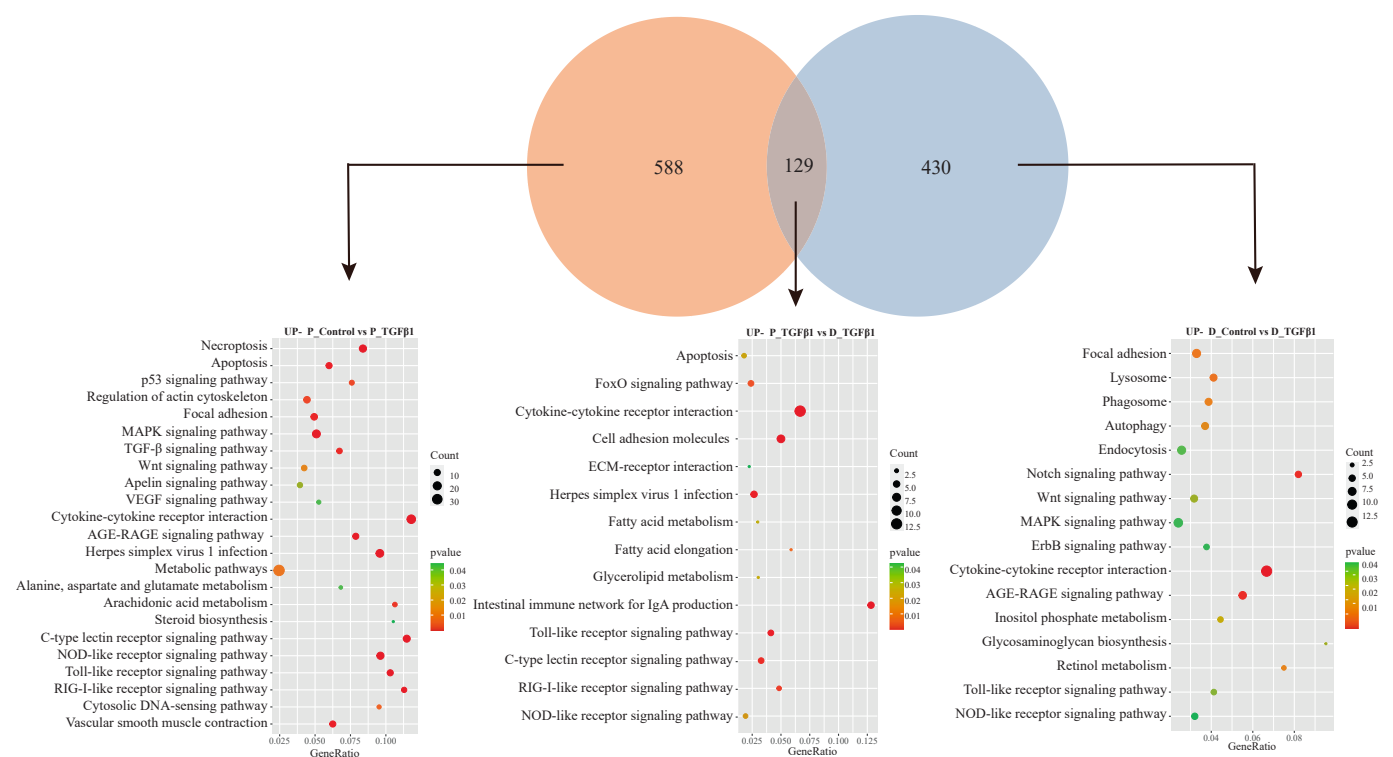 588
129
430
UP- P_Control vs P_TGFβ1
Necroptosis
Apoptosis
p53 signaling pathway
Regulation of actin cytoskeleton
Focal adhesion
MAPK signaling pathway
TGF-β signaling pathway
Wnt signaling pathway
Apelin signaling pathway
VEGF signaling pathway
Cytokine-cytokine receptor interaction
AGE-RAGE signaling pathway
Herpes simplex virus 1 infection
Metabolic pathways
Alanine, aspartate and glutamate metabolism
Arachidonic acid metabolism
Steroid biosynthesis
C-type lectin receptor signaling pathway
NOD-like receptor signaling pathway
Toll-like receptor signaling pathway
RIG-I-like receptor signaling pathway
Cytosolic DNA-sensing pathway
Vascular smooth muscle contraction
0.025 0.050 0.075 0.100
GeneRatio
Count
10
20
30
pvalue
0.04
0.03
0.02
0.01
UP- P_TGFβ1 vs D_TGFβ1
Apoptosis
FoxO signaling pathway
Cytokine-cytokine receptor interaction
Cell adhesion molecules
ECM-receptor interaction
Herpes simplex virus 1 infection
Fatty acid metabolism
Fatty acid elongation
Glycerolipid metabolism
Intestinal immune network for IgA production
Toll-like receptor signaling pathway
C-type lectin receptor signaling pathway
RIG-I-like receptor signaling pathway
NOD-like receptor signaling pathway
0.025 0.050 0.075 0.100 0.125
GeneRatio
Count
2.5
5.0
7.5
10.0
12.5
pvalue
0.04
0.03
0.02
0.01
UP- D_Control vs D_TGFβ1
Focal adhesion
Lysosome
Phagosome
Autophagy
Endocytosis
Notch signaling pathway
Wnt signaling pathway
MAPK signaling pathway
ErbB signaling pathway
Cytokine-cytokine receptor interaction
AGE-RAGE signaling pathway
Inositol phosphate metabolism
Glycosaminoglycan biosynthesis
Retinol metabolism
Toll-like receptor signaling pathway
NOD-like receptor signaling pathway
0.04 0.06 0.08
GeneRatio
Count
2.5
5.0
7.5
10.0
12.5
pvalue
0.04
0.03
0.02
0.01